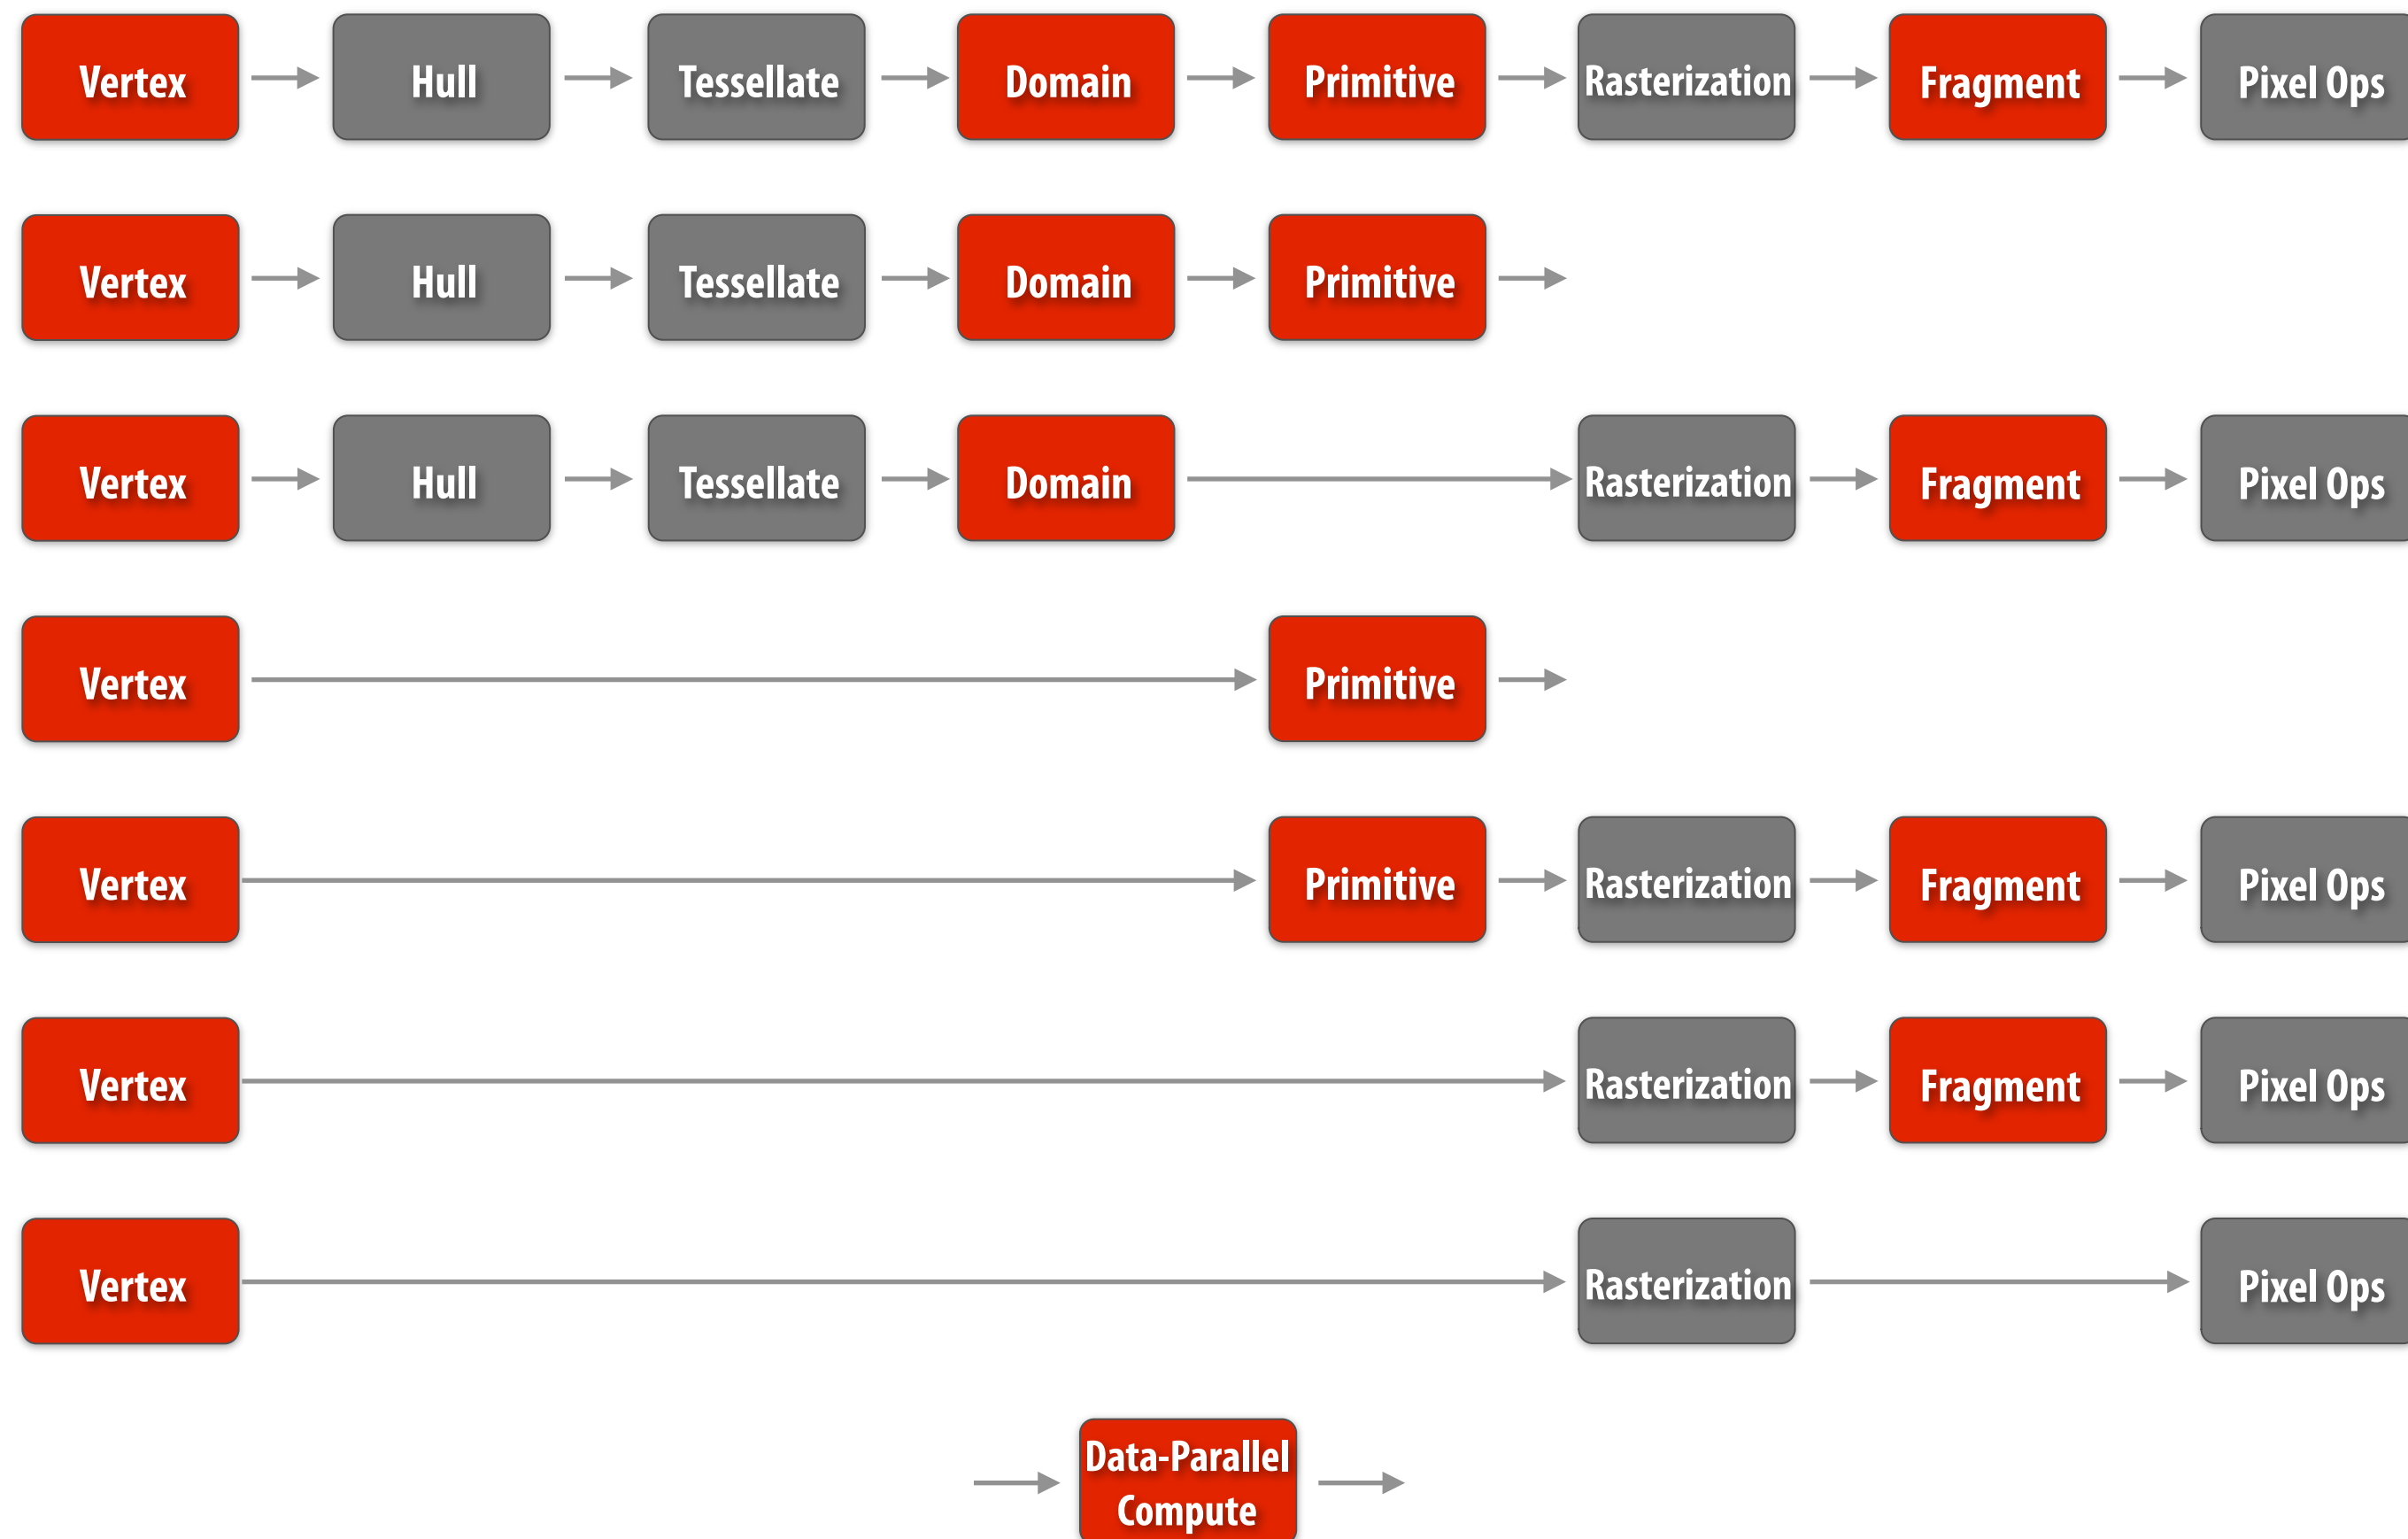 Vertex Hull Tessellate Domain Primitive Rasterization Fragment Pixel Ops
Vertex Hull Tessellate Domain Primitive
Vertex Hull Tessellate Domain Rasterization Fragment Pixel Ops
Vertex Primitive
Vertex Primitive Rasterization Fragment Pixel Ops
Vertex Rasterization Fragment Pixel Ops
Vertex Rasterization Pixel Ops
Data-Parallel
Compute